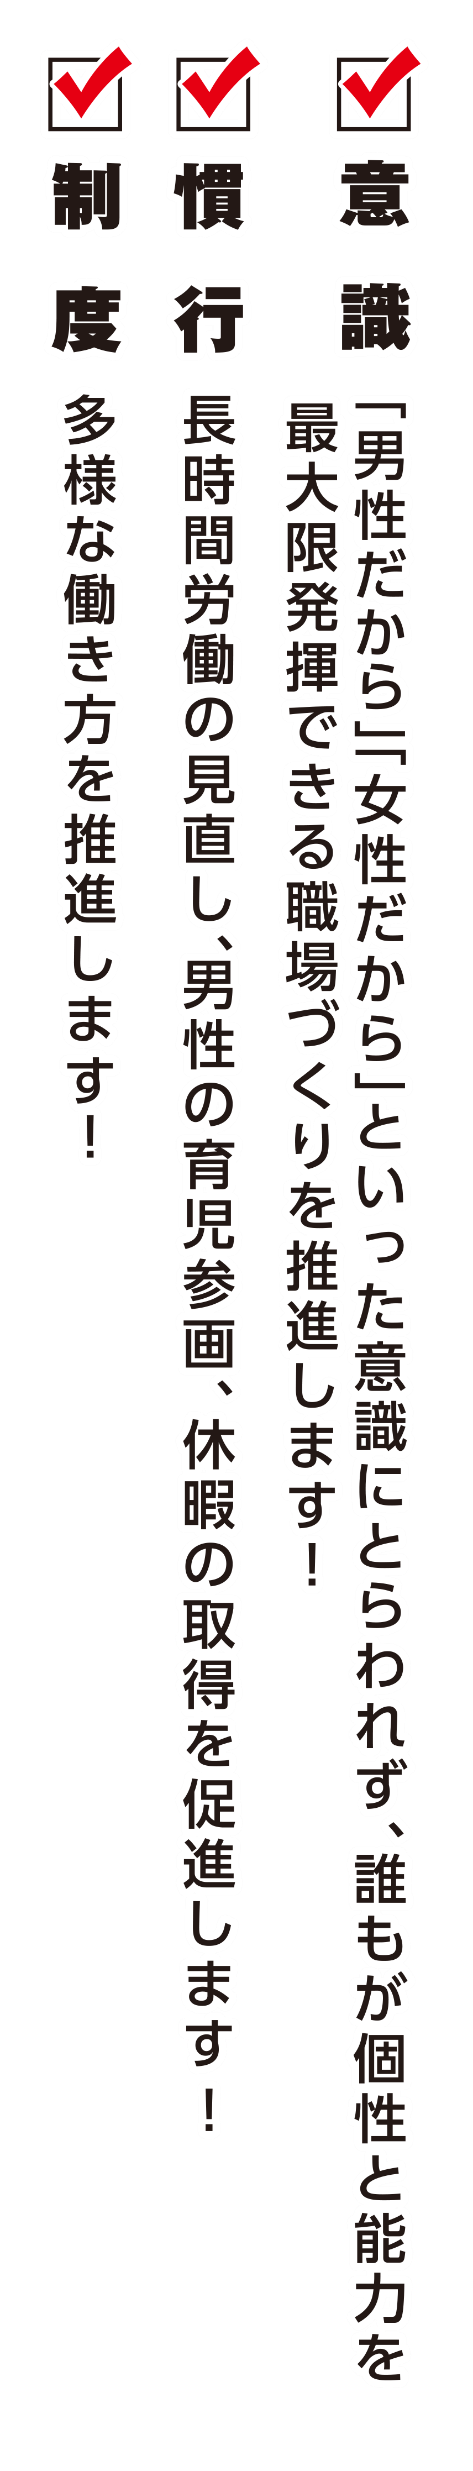 意識
「男性だから」「女性だから」といった意識にとらわれず、誰もが個性と能力を
最大限発揮できる職場づくりを推進します！
慣行
長時間労働の見直し、男性の育児参画、休暇の取得を促進します！
制度
多様な働き方を推進します！